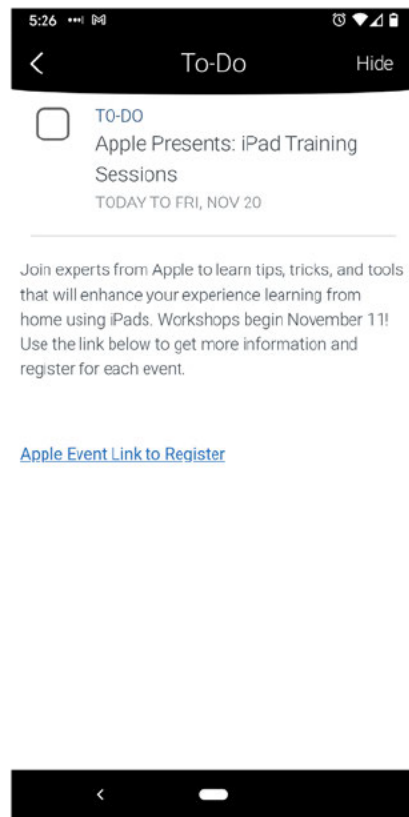 5:26
To-Do
Hide
TO-DO
Apple Presents: iPad Training
Sessions
TODAY TO FRI, NOV 20
Join experts from Apple to learn tips, tricks, and tools
that will enhance your experience learning from
home using iPads. Workshops begin November 11!
Use the link below to get more information and
register for each event.
Apple Event Link to Register